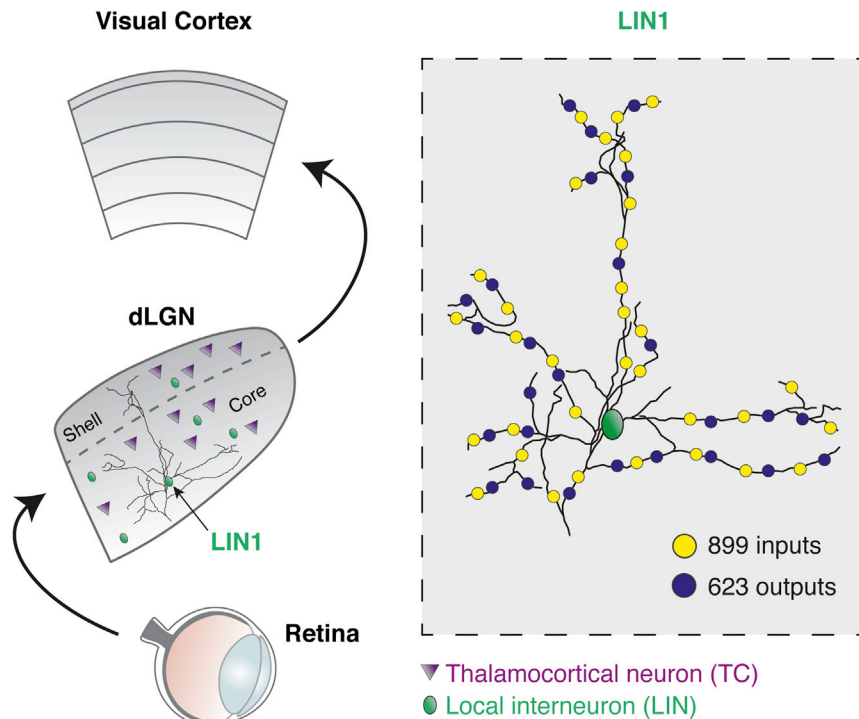 Visual Cortex
LIN1
dLGN
Shell
Core
LIN1
Retina
899 inputs
623 outputs
Thalamocortical neuron (TC)
Local interneuron (LIN)